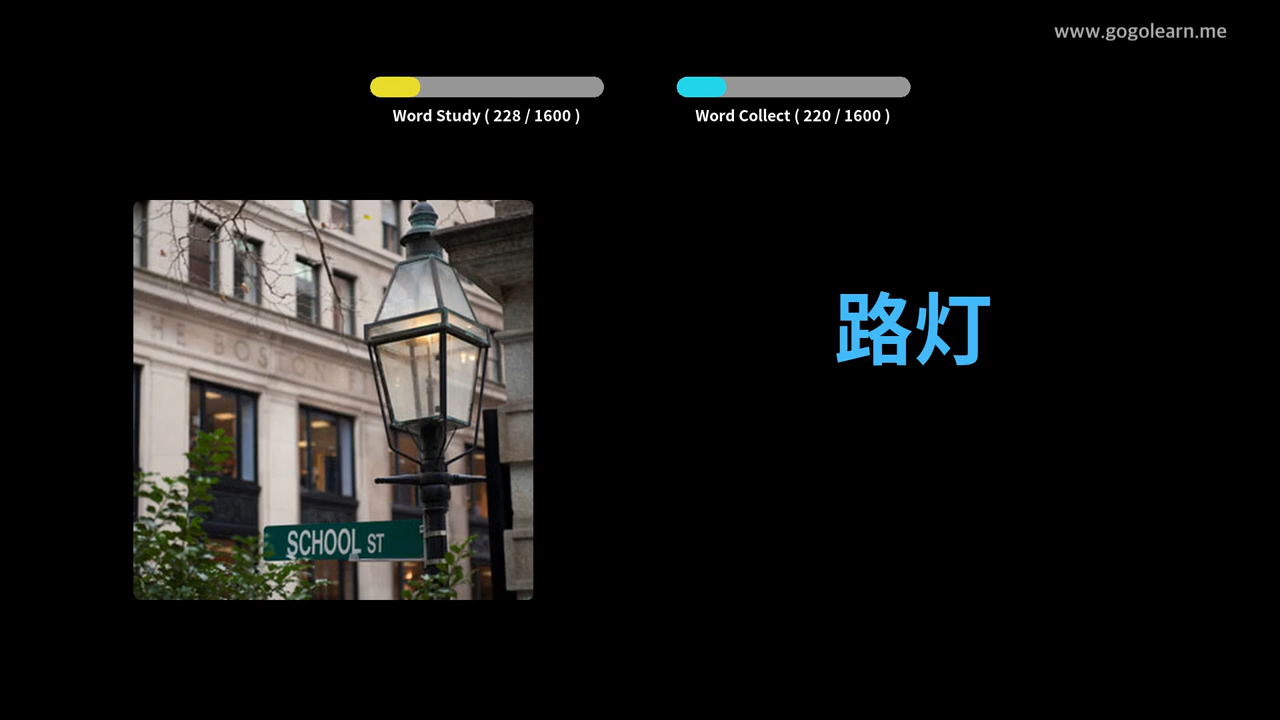 www.gogolearn.me
Word Study ( 228 / 1600 )
Word Collect ( 220 / 1600 )
路灯
HE BOSTON
SCHOOL ST